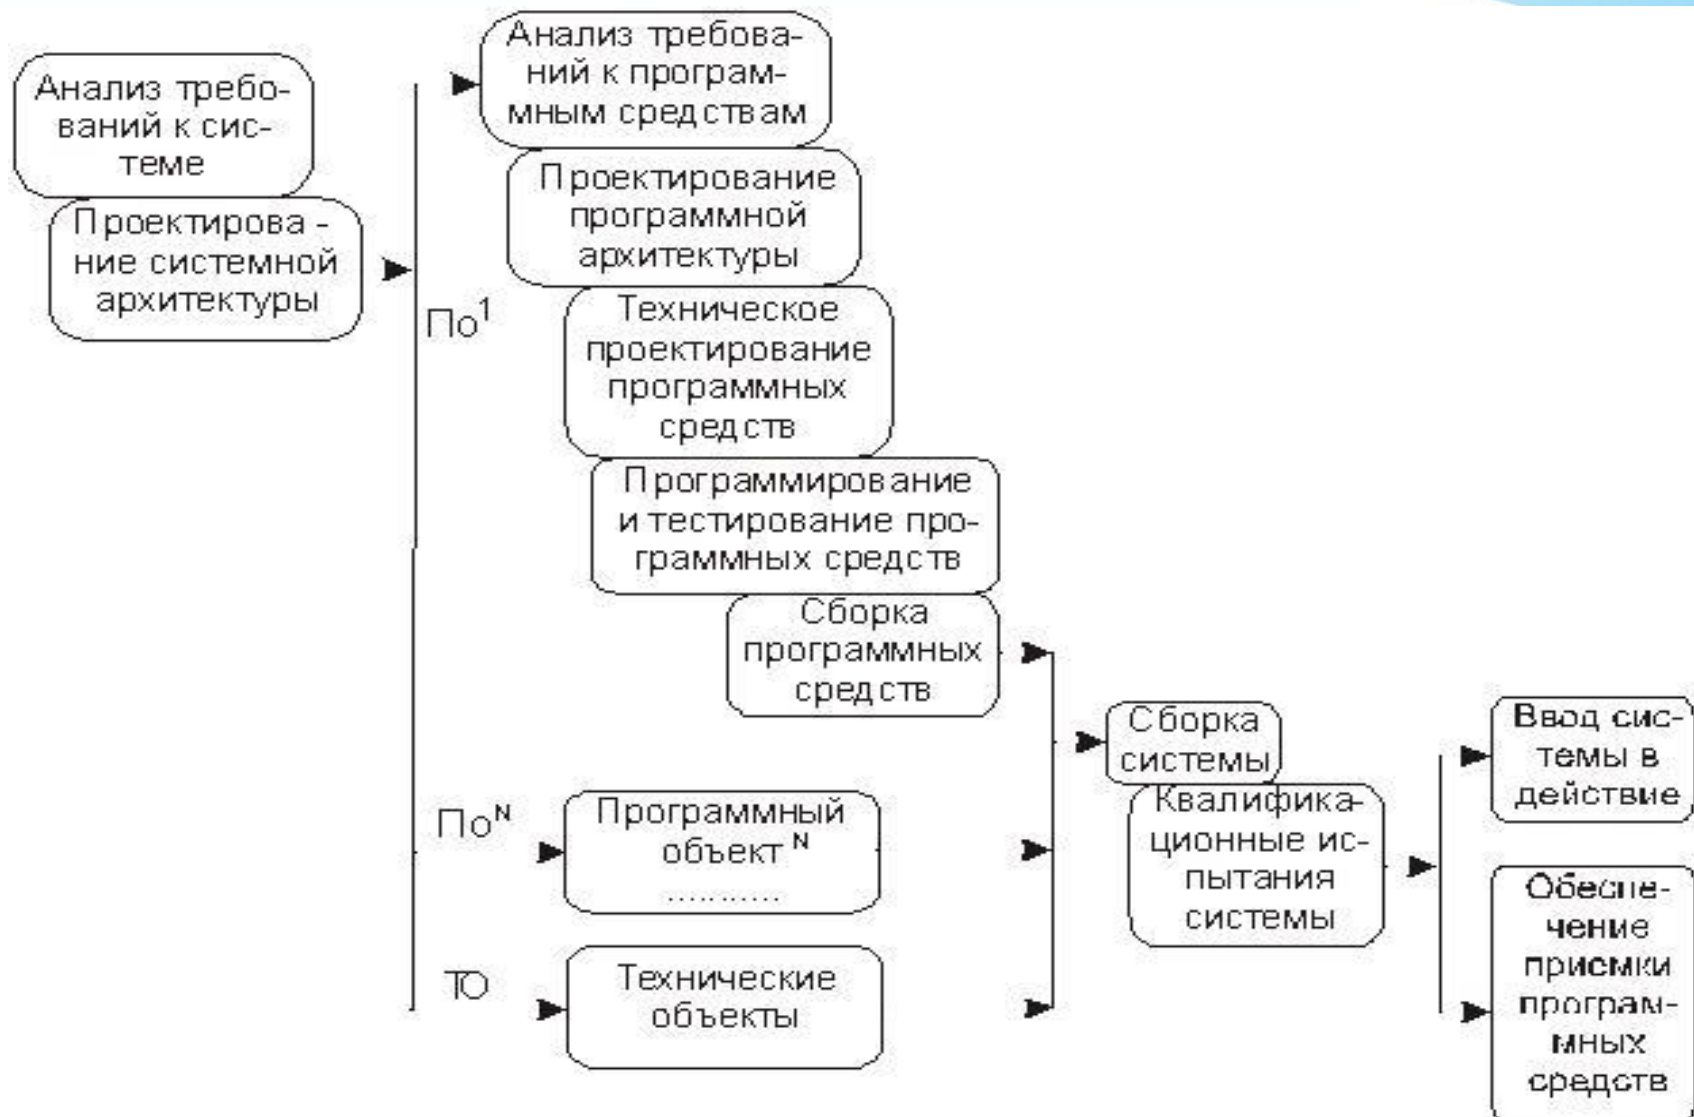 Анализ требо-
ваний к сис-
теме
Проектирова -
ние системной
архитектуры
По1
Анализ требова-
ний к програм-
мным средствам
Проектирование
программной
архитектуры
Техническое
проектирование
программных
средств
Программирование
и тестирование про-
граммных средств
Сборка
программных
средств
ПоN
Программный
объект N
...........
ТО
Технические
объекты
Сборка
системы
Квалифика-
ционные ис-
пытания
системы
Ввод сис-
темы в
действие
Обеспе-
чение
приемки
програм-
мных
средств